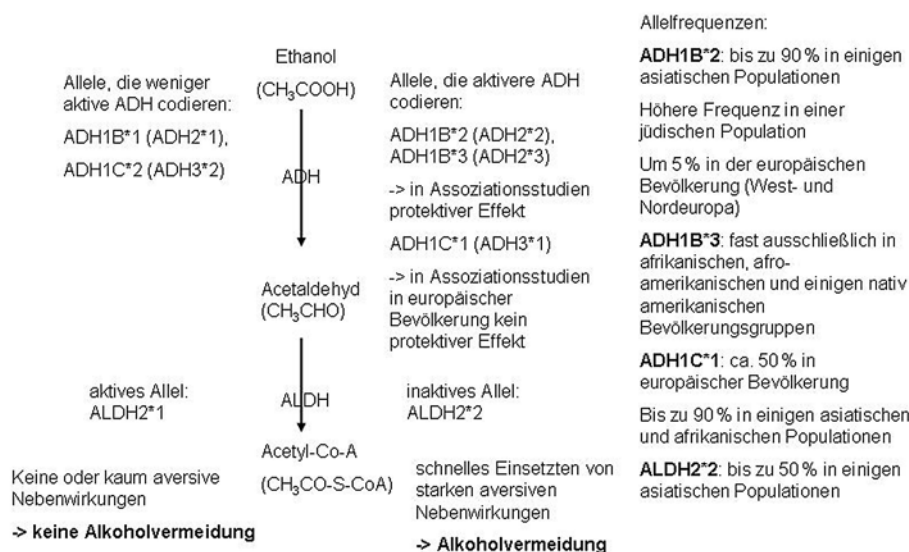 Allele, die weniger
aktive ADH codieren:
ADH1B*1 (ADH2*1),
ADH1C*2 (ADH3*2)
Ethanol
(CH₃COOH)
ADH
Acetaldehyd
(CH₃CHO)
ALDH
Acetyl-Co-A
(CH₃CO-S-CoA)
aktives Allel:
ALDH2*1
Keine oder kaum aversive
Nebenwirkungen
-> keine Alkoholvermeidung
Allele, die aktivere ADH
codieren:
ADH1B*2 (ADH2*2),
ADH1B*3 (ADH2*3)
-> in Assoziationsstudien
protektiver Effekt
ADH1C*1 (ADH3*1)
-> in Assoziationsstudien
in europäischer
Bevölkerung kein
protektiver Effekt
inaktives Allel:
ALDH2*2
schnelles Einsetzten von
starken aversiven
Nebenwirkungen
-> Alkoholvermeidung
Allelfrequenzen:
ADH1B*2: bis zu 90 % in einigen
asiatischen Populationen
Höhere Frequenz in einer
jüdischen Population
Um 5 % in der europäischen
Bevölkerung (West- und
Nordeuropa)
ADH1B*3: fast ausschließlich in
afrikanischen, afro-
amerikanischen und einigen nativ
amerikanischen
Bevölkerungsgruppen
ADH1C*1: ca. 50 % in
europäischer Bevölkerung
Bis zu 90 % in einigen asiatischen
und afrikanischen Populationen
ALDH2*2: bis zu 50 % in einigen
asiatischen Populationen